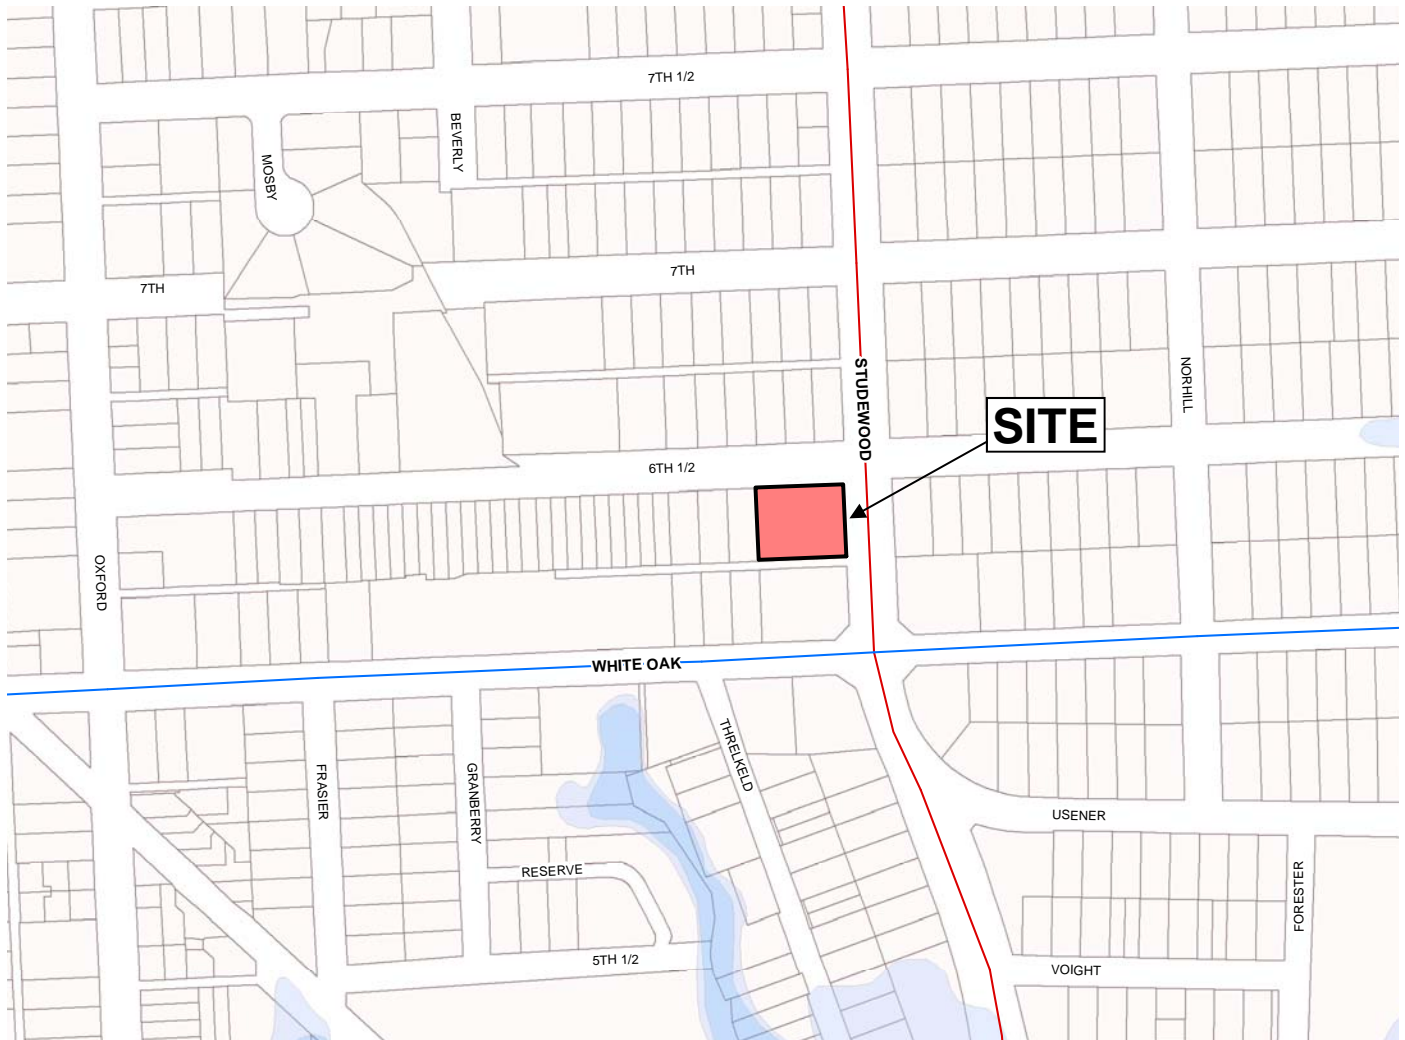 7TH 1/2
BEVERLY
MOSBY
7TH
7TH
STUDEWOOD
NORHILL
SITE
6TH 1/2
OXFORD
WHITE OAK
THRELKELD
FRASIER
GRANBERRY
USENER
RESERVE
FORESTER
5TH 1/2
VOIGHT